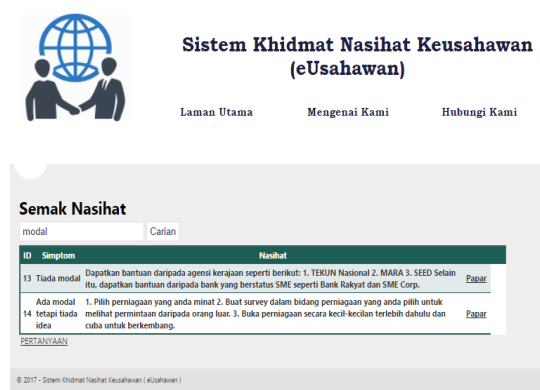 Sistem Khidmat Nasihat Keusahawan
(eUsahawan)
Laman Utama Mengenai Kami Hubungi Kami
Semak Nasihat
modal Carian
ID Simptom Nasihat
13 Tiada modal Dapatkan bantuan daripada agensi kerajaan seperti berikut: 1. TEKUN Nasional 2. MARA 3. SEED Selain
itu, dapatkan bantuan daripada bank yang berstatus SME seperti Bank Rakyat dan SME Corp. Papar
14 Ada modal
tetapi tiada
idea
1. Pilih perniagaan yang anda minat 2. Buat survey dalam bidang perniagaan yang anda pilih untuk
melihat permintaan daripada orang luar. 3. Buka perniagaan secara kecil-kecilan terlebih dahulu dan
cuba untuk berkembang.
Papar
PERTANYAAN
© 2017 - Sistem Khidmat Nasihat Keusahawan ( eUsahawan )